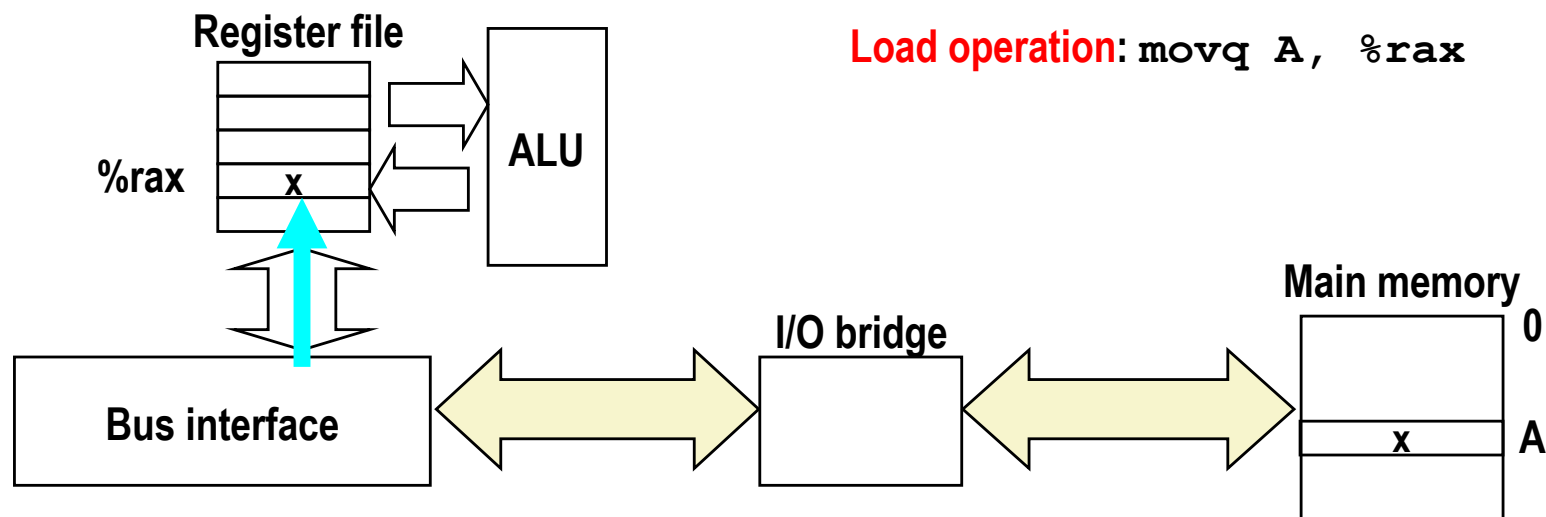 Register file
Load operation: movq A, %rax
ALU
%rax
x
Main memory
0
I/O bridge
Bus interface
x
A